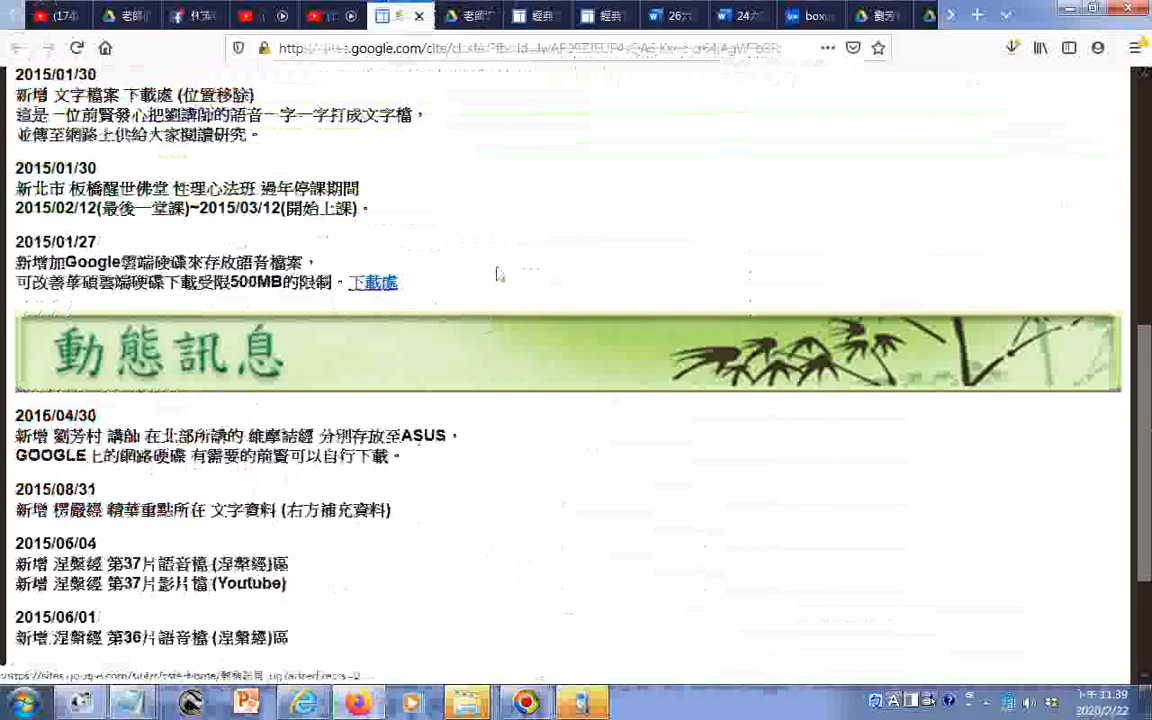 2015/01/30
新增 文字檔案 下載處 (位置移除)
這是一位前賢發心把劉講師的語音一字一字打成文字檔，
並傳至網路上供給大家閱讀研究。
2015/01/30
新北市 板橋醒世佛堂 性理心法班 過年停課期間
2015/02/12(最後一堂課)~2015/03/12(開始上課)。
2015/01/27
新增加Google雲端硬碟來存放語音檔案，
可改善華碩雲端硬碟下載受限500MB的限制。下載處
動態訊息
2016/04/30
新增 劉芳村 講師 在北部所講的 維摩詰經 分別存放至ASUS，
GOOGLE上的網路硬碟 有需要的前賢可以自行下載。
2015/08/31
新增 楞嚴經 精華重點所在 文字資料 (右方補充資料)
2015/06/04
新增 涅槃經 第37片語音檔 (涅槃經)區
新增 涅槃經 第37片影片檔 (Youtube)
2015/06/01
新增 涅槃經 第36片語音檔 (涅槃經)區
下午 11:39
2020/2/22